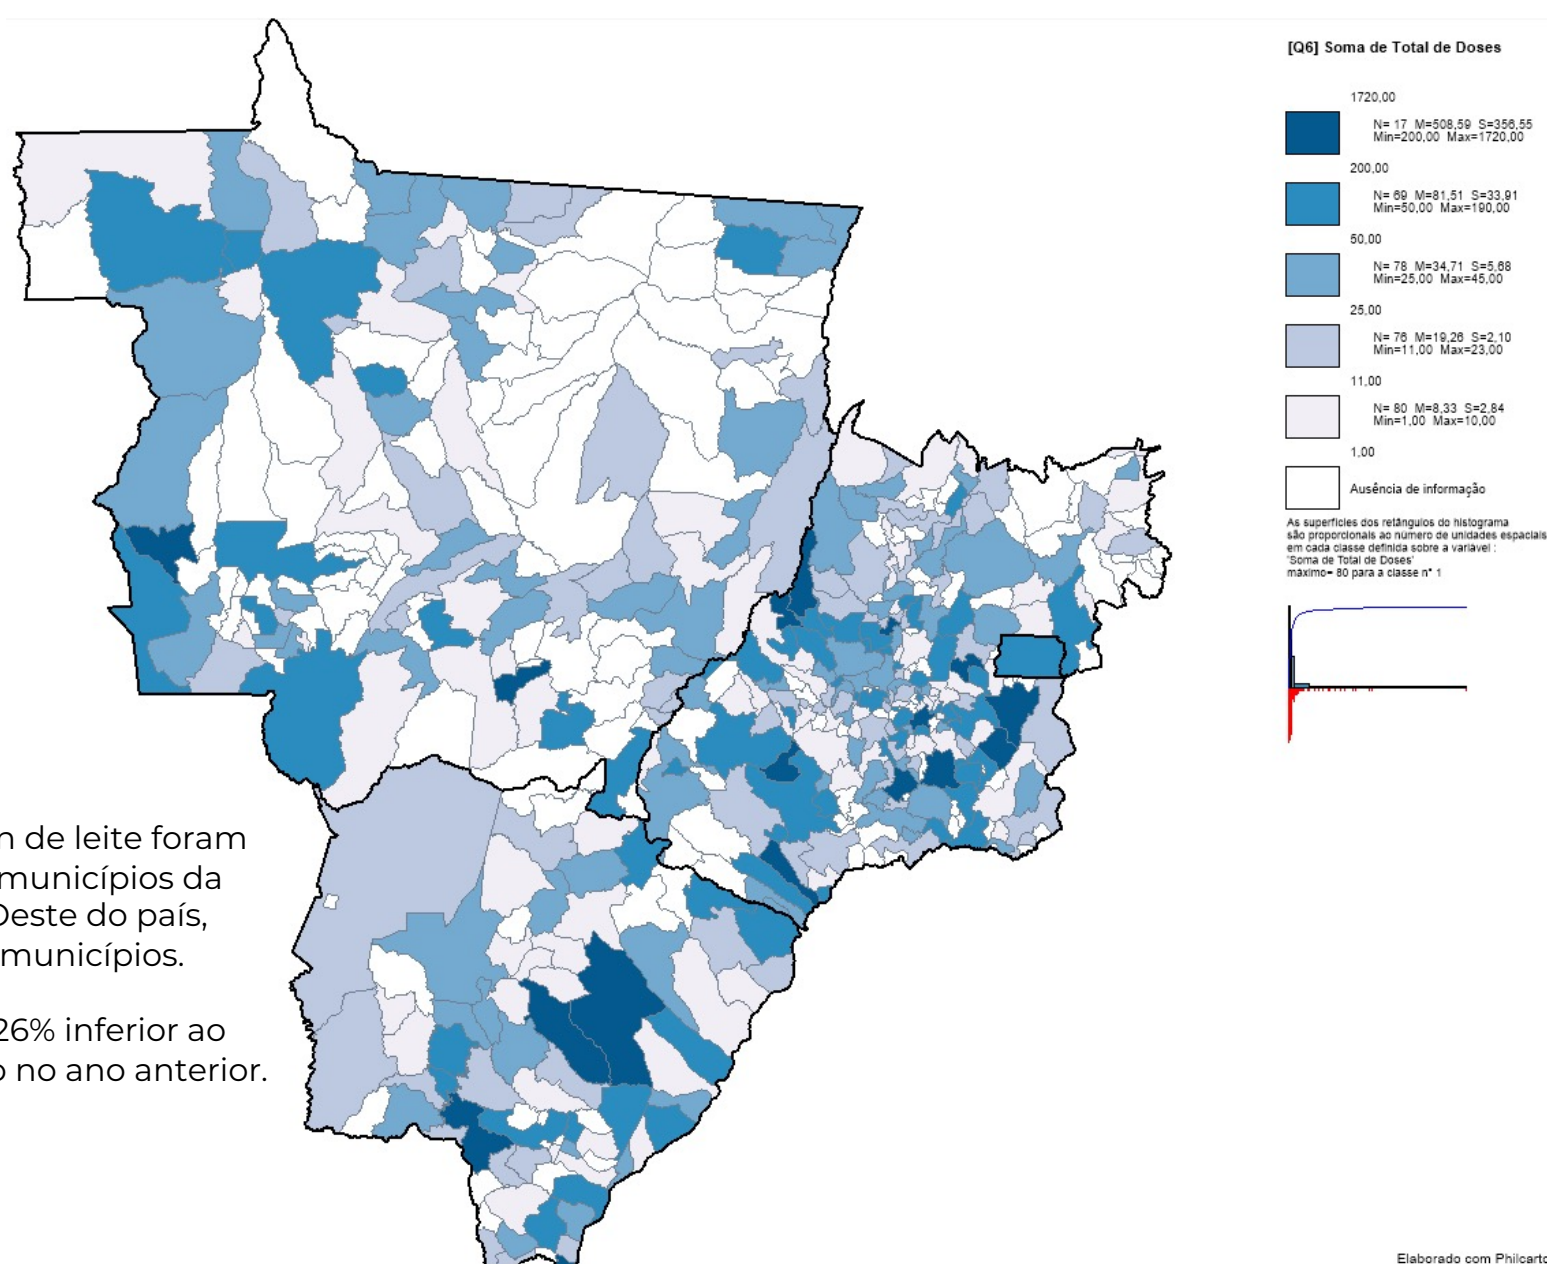 [Q6] Soma de Total de Doses
1720,00
N= 17 M=508,59 S=356,55
Min=200,00 Max=1720,00
200,00
N= 69 M=81,51 S=33,91
Min=50,00 Max=190,00
50,00
N= 78 M=34,71 S=5,68
Min=25,00 Max=45,00
25,00
N= 76 M=19,26 S=2,10
Min=11,00 Max=23,00
11,00
N= 80 M=8,33 S=2,84
Min=1,00 Max=10,00
1,00
Ausência de informação
As superfícies dos retângulos do histograma
são proporcionais ao número de unidades espaciais
em cada classe definida sobre a variável :
'Soma de Total de Doses'
máximo= 80 para a classe n° 1
de leite foram
municípios da
Oeste do país,
municípios.
26% inferior ao
no ano anterior.
Elaborado com Philcarto